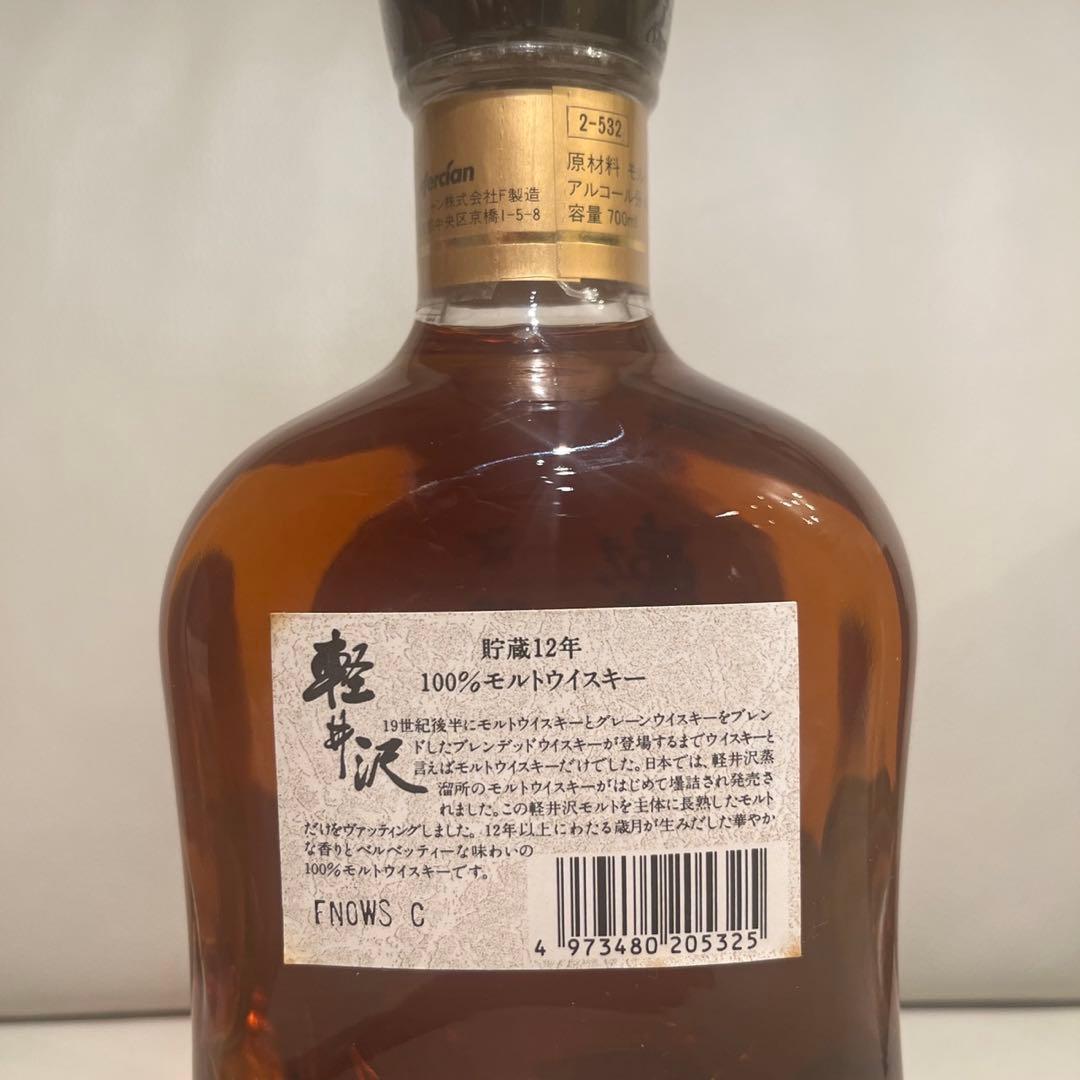 2-532
原材料
アルコール
容量 700ml
株式会社F製造
中央区京橋1-5-8
軽井沢
貯蔵12年
100%モルトウイスキー
19世紀後半にモルトウイスキーとグレーンウイスキーをブレン
ドしたブレンデッドウイスキーが登場するまでウイスキーと
言えばモルトウイスキーだけでした。日本では、軽井沢蒸
溜所のモルトウイスキーがはじめて壜詰され発売さ
れました。この軽井沢モルトを主体に長熟したモルト
だけをヴァッティングしました。12年以上にわたる歳月が生みだした華やか
な香りとベルベッティーな味わいの
100%モルトウイスキーです。
FNOWS C
4 973480 205325